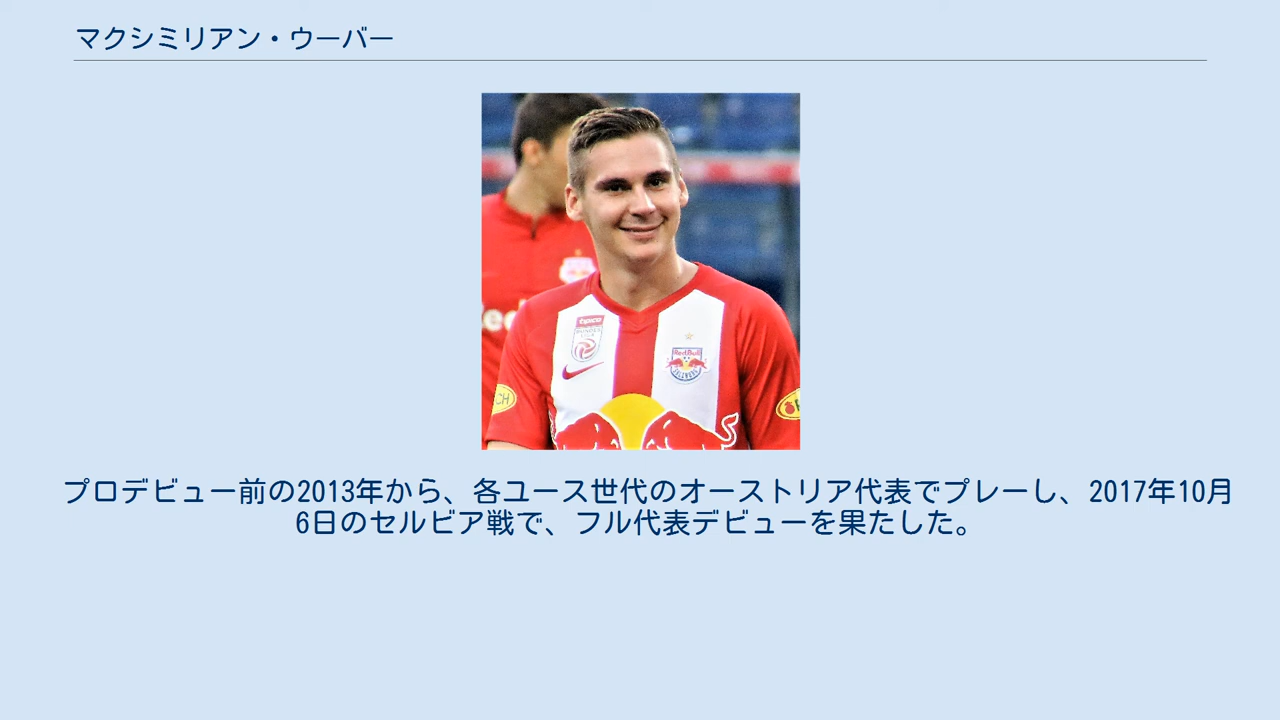 マクシミリアン・ウーバー
RedBull
CH
プロデビュー前の2013年から、各ユース世代のオーストリア代表でプレーし、2017年10月
6日のセルビア戦で、フル代表デビューを果たした。